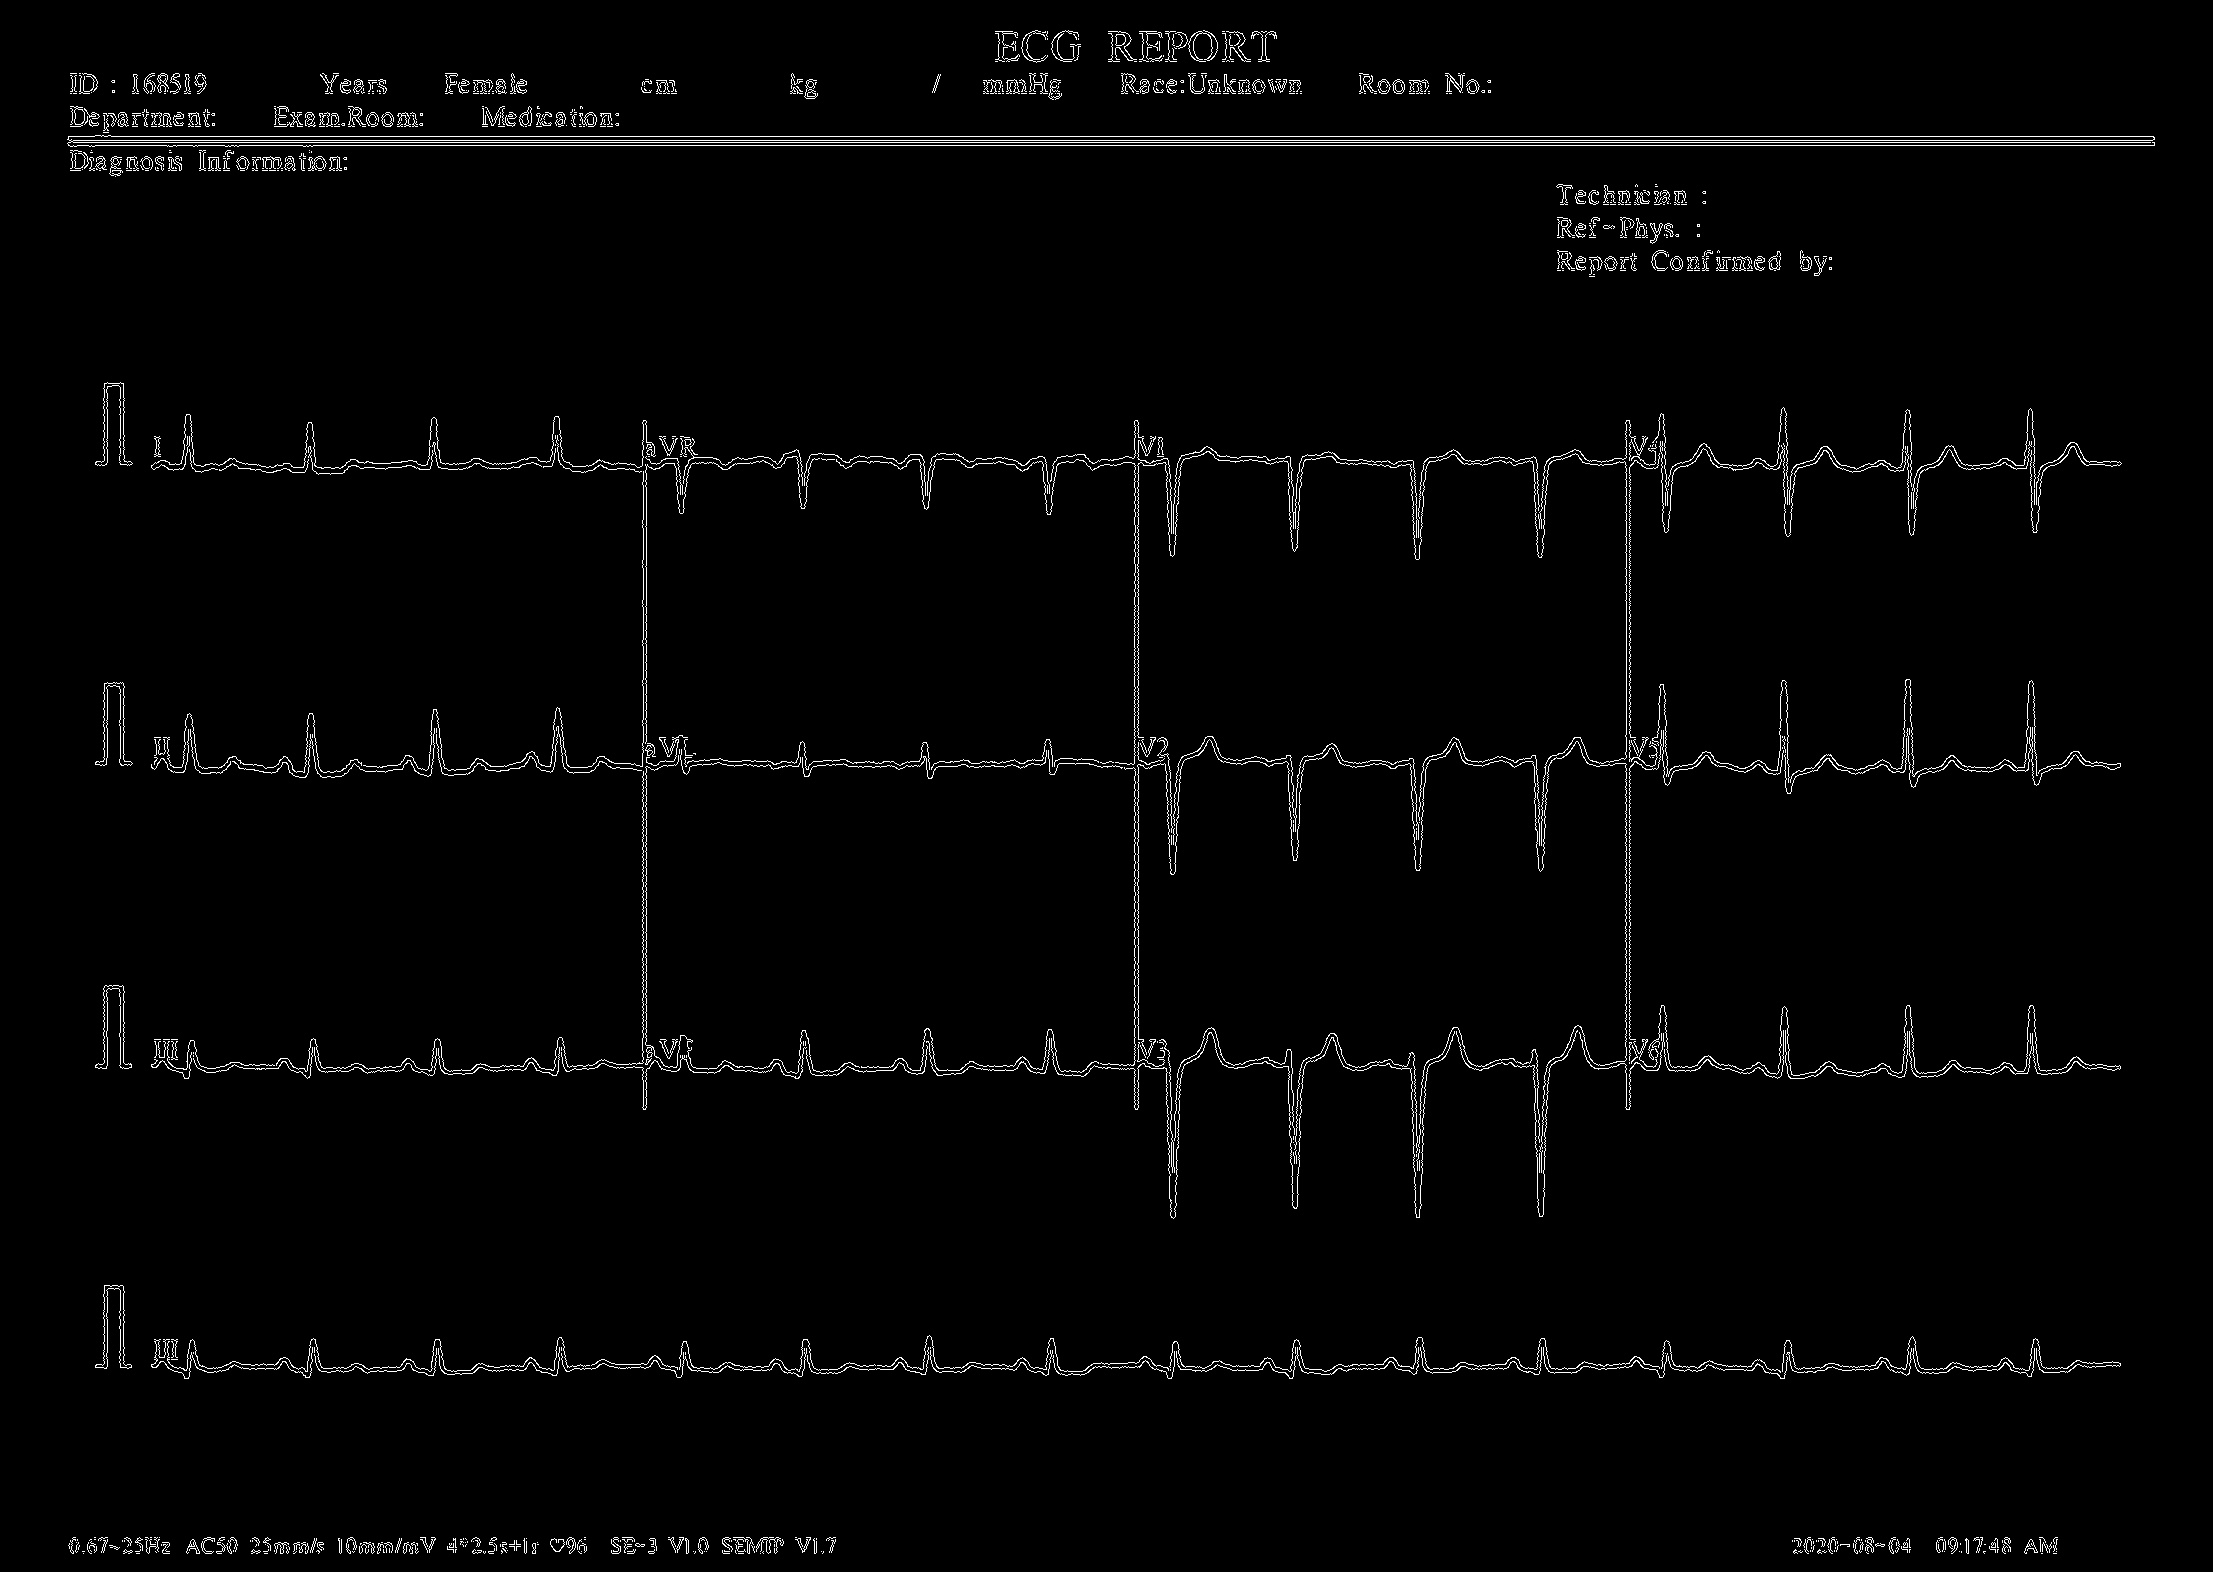 ECG REPORT
ID : 168519 Years Female cm kg / mmHg Race:Unknown Room No.:
Department: Exam.Room: Medication:
Diagnosis Information:
Technician :
Ref-Phys. :
Report Confirmed by:
I aVR V1 V4
II aVL V2 V5
III aVF V3 V6
III
0.67~25Hz AC50 25mm/s 10mm/mV 4*2.5s+1r ♡96 SE-3 V1.0 SEMIP V1.7 2020-08-04 09:17:48 AM